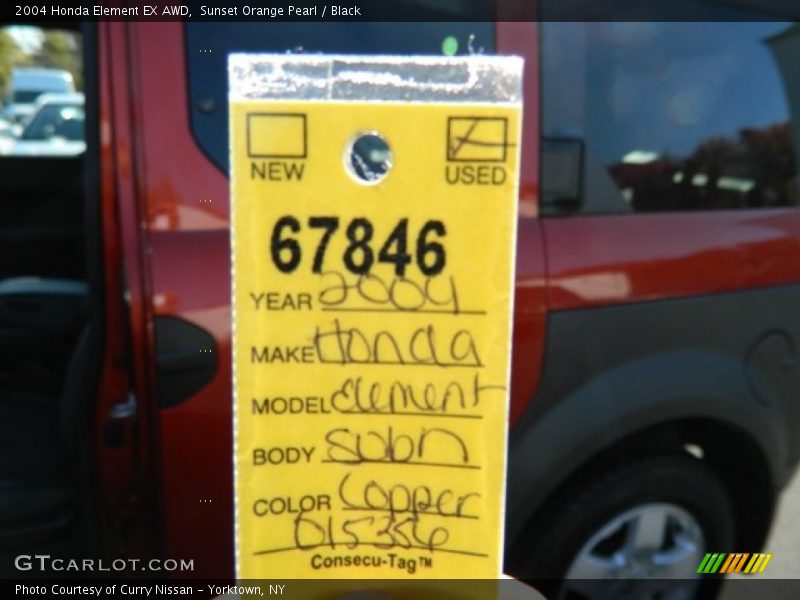 2004 Honda Element EX AWD,  Sunset Orange Pearl / Black
NEW
USED
67846
YEAR 2004
MAKE Honda
MODEL Element
BODY SUBN
COLOR Copper
015356
Consecu-Tag™
GTCARLOT.COM
Photo Courtesy of Curry Nissan - Yorktown, NY